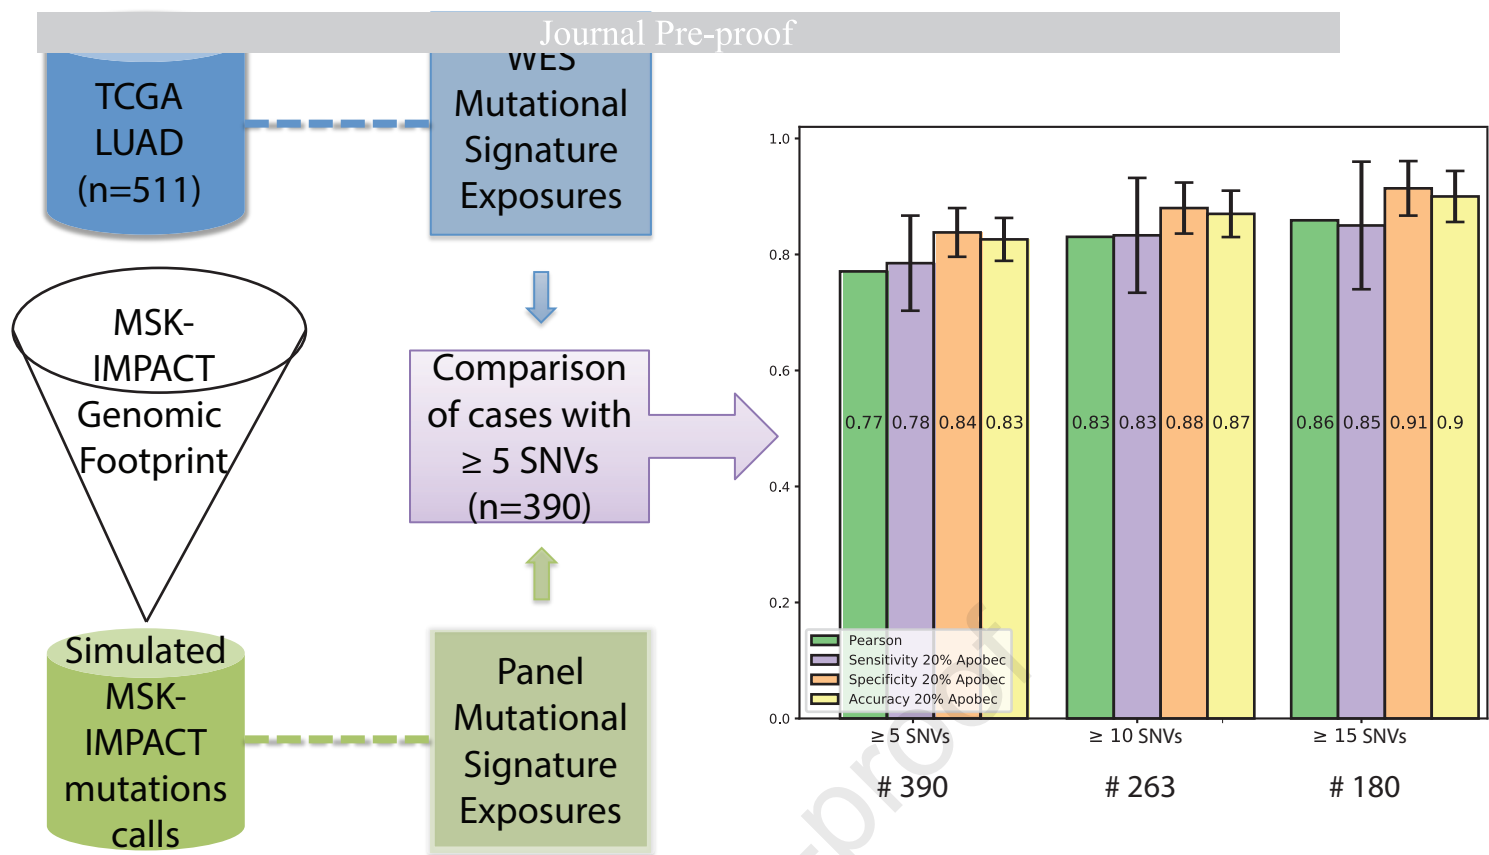 Journal Pre-proof
TCGA
LUAD
(n=511)
WES
Mutational
Signature
Exposures
MSK-
IMPACT
Genomic
Footprint
Comparison
of cases with
≥ 5 SNVs
(n=390)
Simulated
MSK-
IMPACT
mutations
calls
Panel
Mutational
Signature
Exposures
1.0
0.8
0.6
0.4
0.2
0.0
0.77 0.78 0.84 0.83
0.83 0.83 0.88 0.87
0.86 0.85 0.91 0.9
Pearson
Sensitivity 20% Apobec
Specificity 20% Apobec
Accuracy 20% Apobec
≥ 5 SNVs
≥ 10 SNVs
≥ 15 SNVs
# 390
# 263
# 180